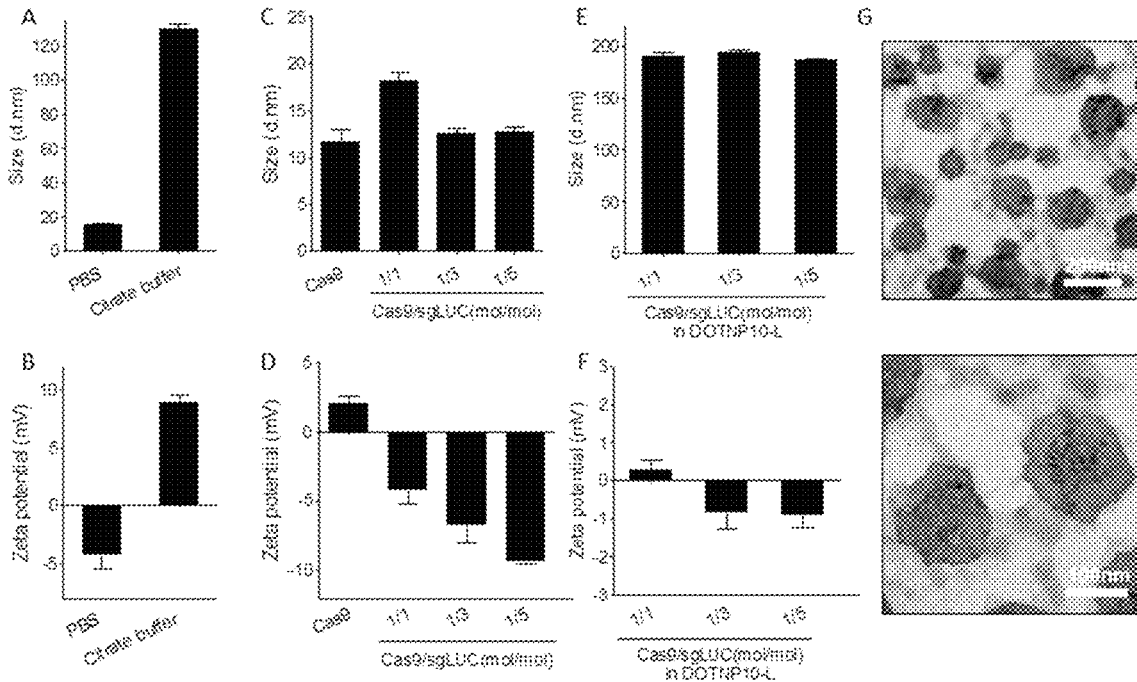 A
Size (d.nm)
120
100
80
60
40
20
0
PBS
Citrate buffer
C
Size (d.nm)
25
20
15
10
5
0
Cas9
1/1
1/3
1/5
Cas9/sgLUC(mol/mol)
E
Size (d.nm)
200
150
100
50
0
1/1
1/3
1/5
Cas9/sgLUC(mol/mol)
in DOTNP10-L
G
B
Zeta potential (mV)
10
5
0
-5
PBS
Citrate buffer
D
Zeta potential (mV)
5
0
-5
-10
Cas9
1/1
1/3
1/5
Cas9/sgLUC(mol/mol)
F
Zeta potential (mV)
3
2
1
0
-1
-2
-3
1/1
1/3
1/5
Cas9/sgLUC(mol/mol)
in DOTNP10-L